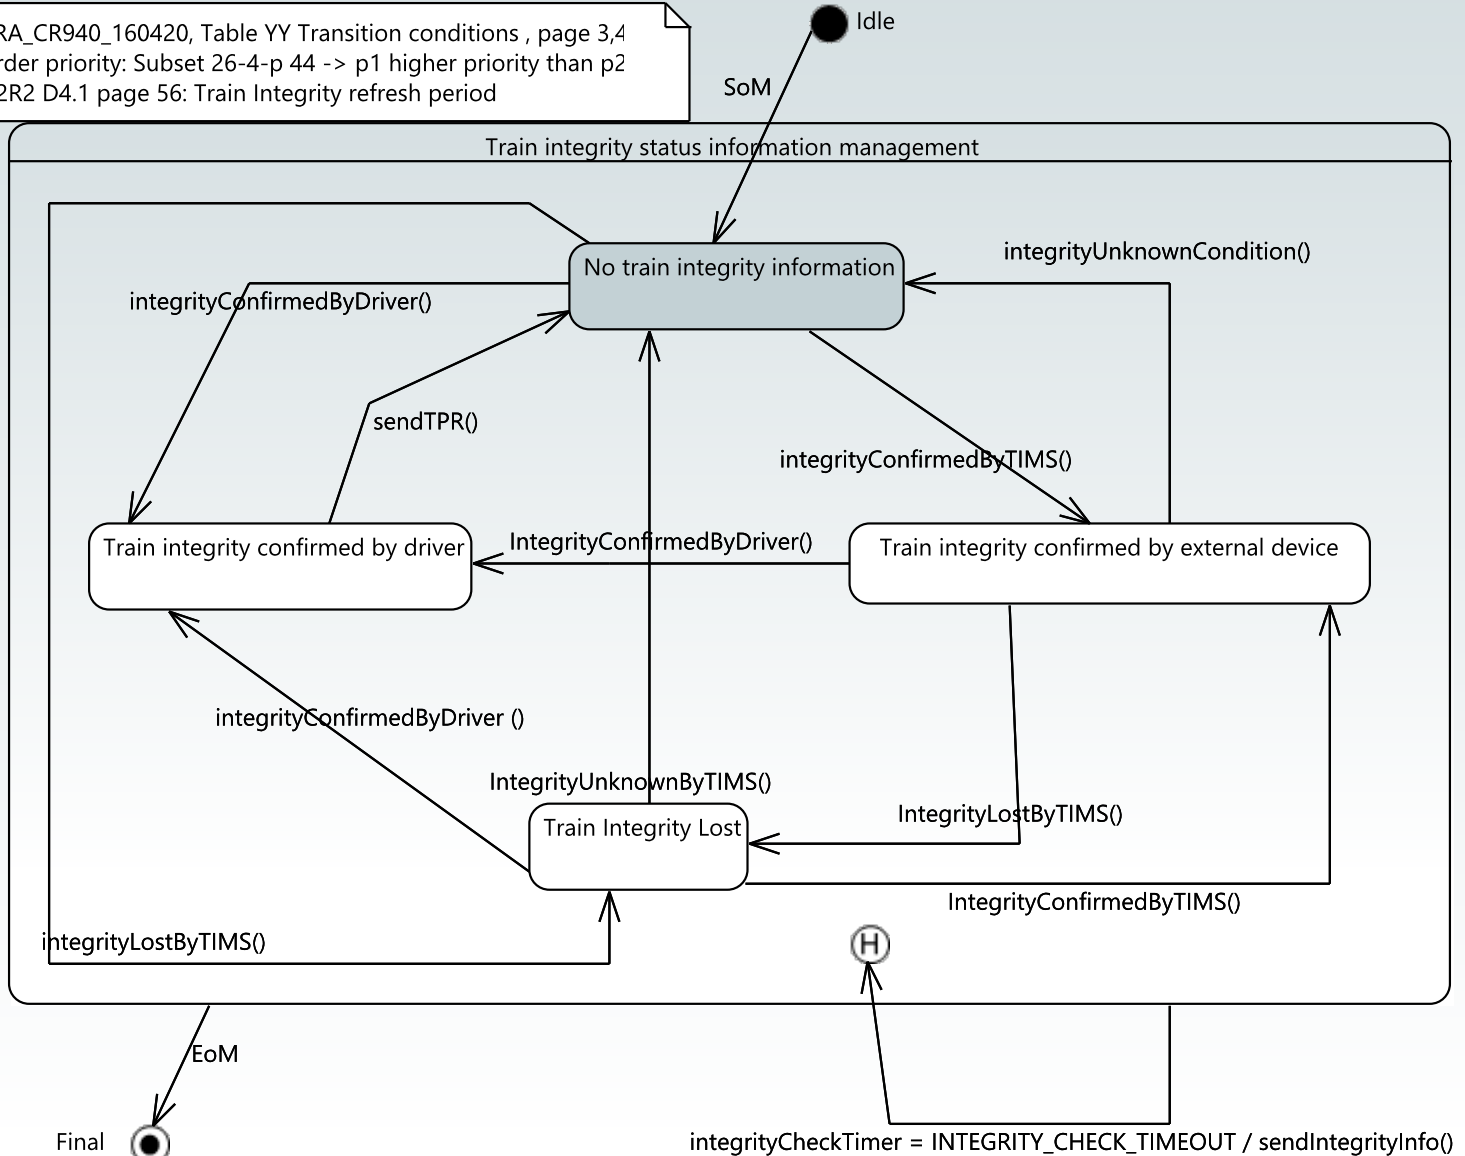 RA_CR940_160420, Table YY Transition conditions , page 3,4
rder priority: Subset 26-4-p 44 -> p1 higher priority than p2
2R2 D4.1 page 56: Train Integrity refresh period
Idle
SoM
Train integrity status information management
No train integrity information
integrityUnknownCondition()
integrityConfirmedByDriver()
sendTPR()
integrityConfirmedByTIMS()
Train integrity confirmed by driver
IntegrityConfirmedByDriver()
Train integrity confirmed by external device
integrityConfirmedByDriver ()
IntegrityUnknownByTIMS()
Train Integrity Lost
IntegrityLostByTIMS()
IntegrityConfirmedByTIMS()
integrityLostByTIMS()
H
EoM
Final
integrityCheckTimer = INTEGRITY_CHECK_TIMEOUT / sendIntegrityInfo()